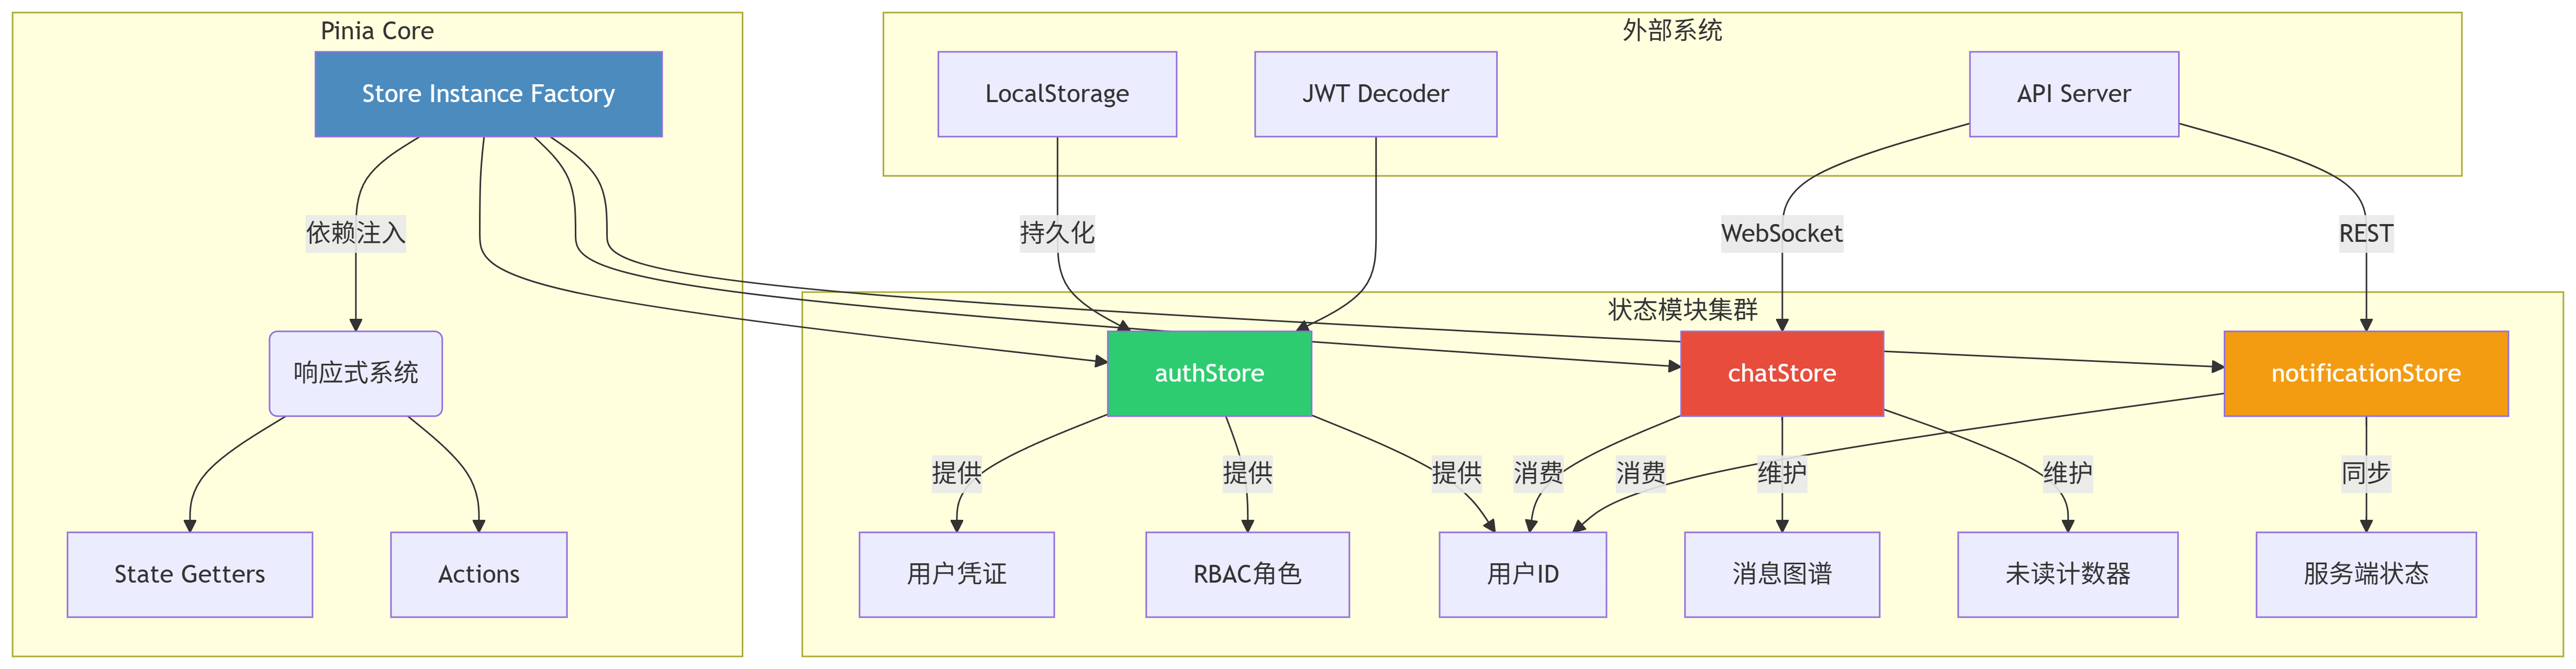 Pinia Core
外部系统
Store Instance Factory
LocalStorage
JWT Decoder
API Server
依赖注入
持久化
WebSocket
REST
状态模块集群
响应式系统
authStore
chatStore
notificationStore
提供
提供
提供
消费
消费
维护
维护
同步
State Getters
Actions
用户凭证
RBAC角色
用户ID
消息图谱
未读计数器
服务端状态